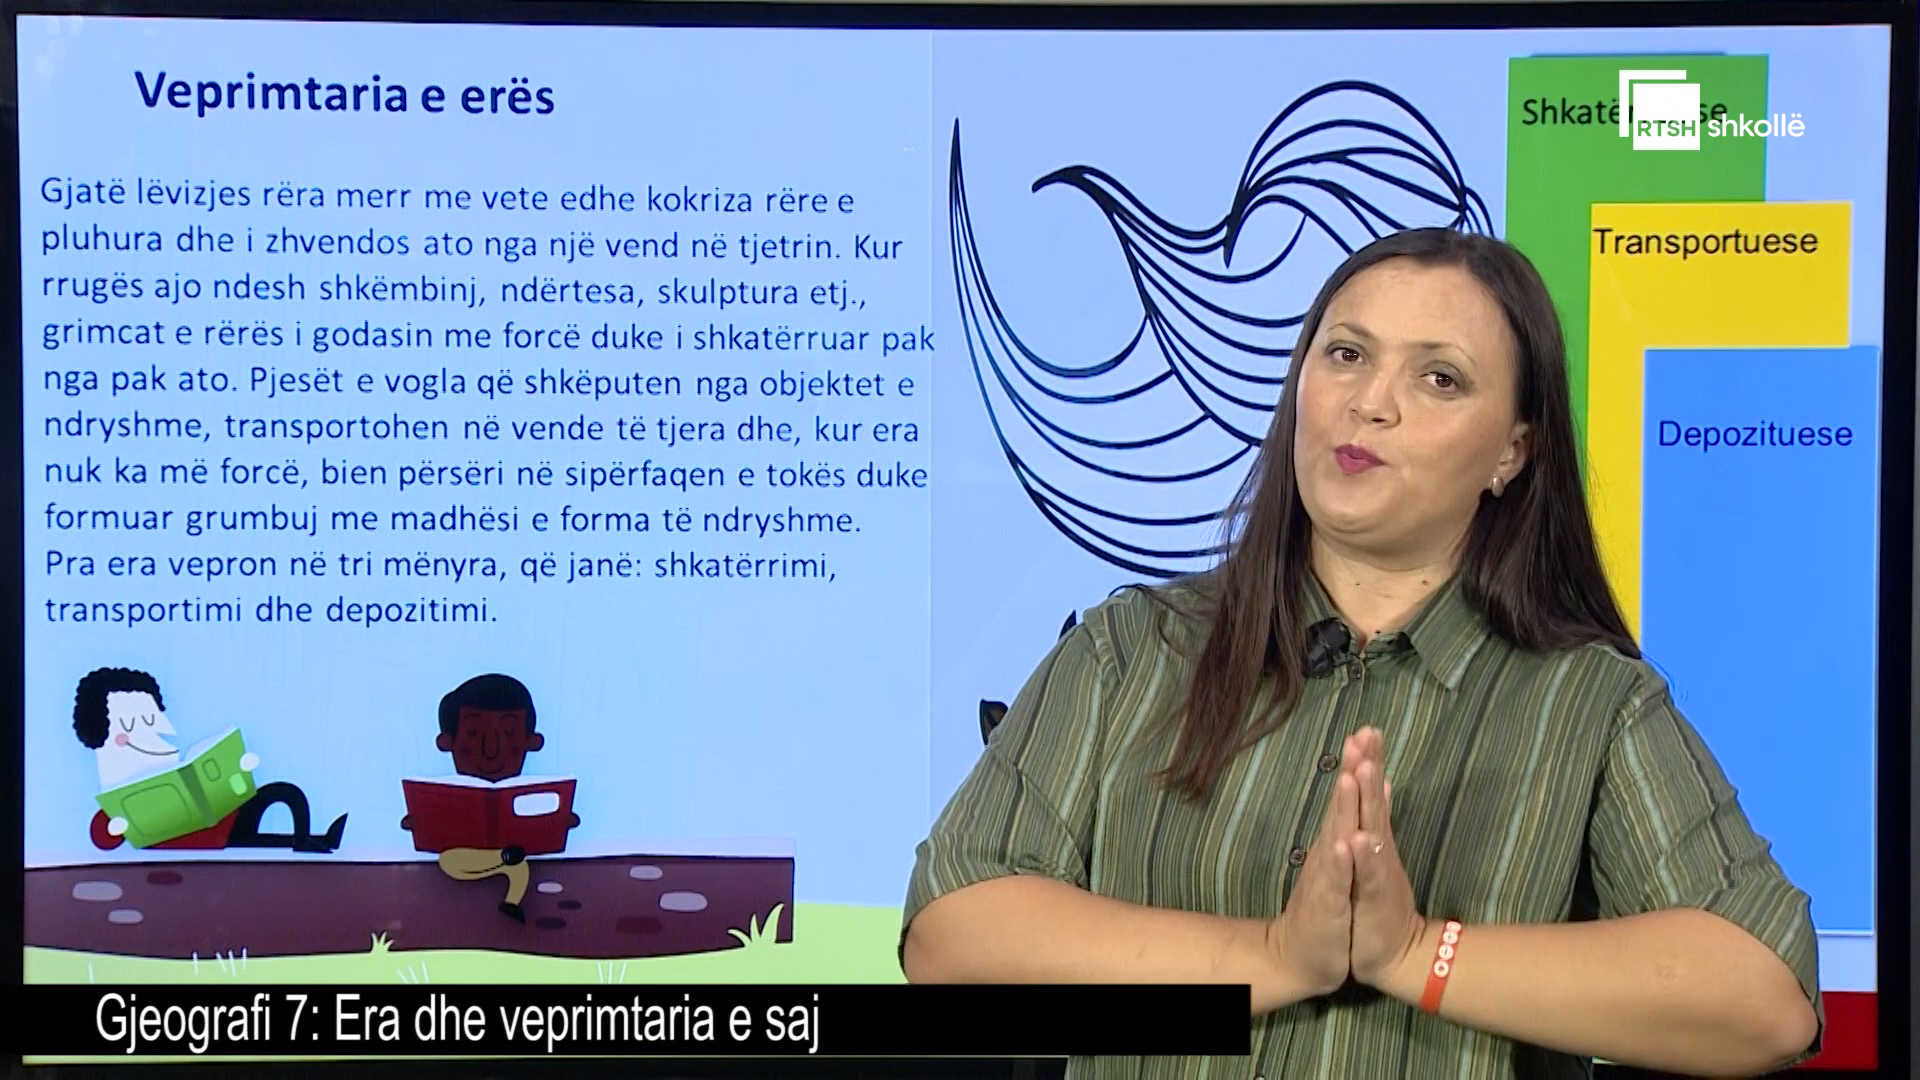 Veprimtaria e erës
Gjatë lëvizjes rëra merr me vete edhe kokriza rëre e
pluhura dhe i zhvendos ato nga një vend në tjetrin. Kur
rrugës ajo ndesh shkëmbinj, ndërtesa, skulptura etj.,
grimcat e rërës i godasin me forcë duke i shkatërruar pak
nga pak ato. Pjesët e vogla që shkëputen nga objektet e
ndryshme, transportohen në vende të tjera dhe, kur era
nuk ka më forcë, bien përsëri në sipërfaqen e tokës duke
formuar grumbuj me madhësi e forma të ndryshme.
Pra era vepron në tri mënyra, që janë: shkatërrimi,
transportimi dhe depozitimi.
RTSH shkollë
Transportuese
Depozituese
Gjeografi 7: Era dhe veprimtaria e saj